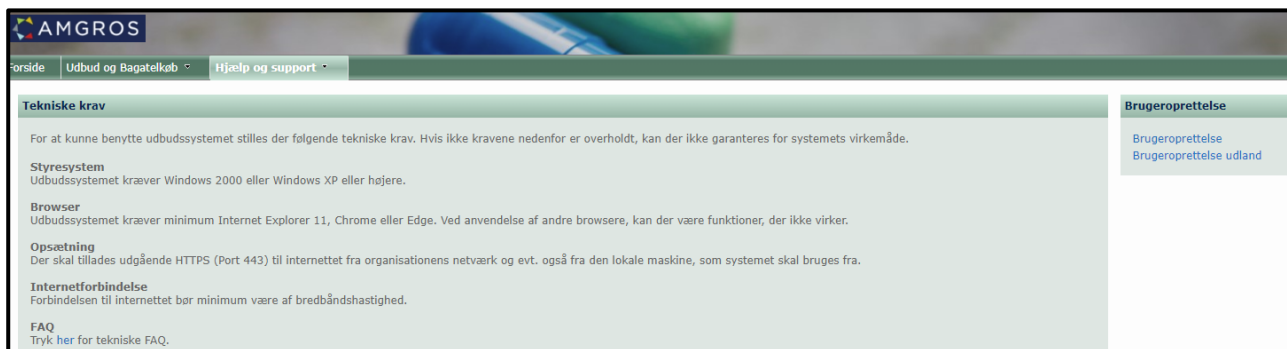 AMGROS
Forside Udbud og Bagatelkøb Hjælp og support
Tekniske krav
For at kunne benytte udbudssystemet stilles der følgende tekniske krav. Hvis ikke kravene nedenfor er overholdt, kan der ikke garanteres for systemets virkemåde.
Styresystem
Udbudssystemet kræver Windows 2000 eller Windows XP eller højere.
Browser
Udbudssystemet kræver minimum Internet Explorer 11, Chrome eller Edge. Ved anvendelse af andre browsere, kan der være funktioner, der ikke virker.
Opsætning
Der skal tillades udgående HTTPS (Port 443) til internettet fra organisationens netværk og evt. også fra den lokale maskine, som systemet skal bruges fra.
Internetforbindelse
Forbindelsen til internettet bør minimum være af bredbåndshastighed.
FAQ
Tryk her for tekniske FAQ.
Brugeroprettelse
Brugeroprettelse
Brugeroprettelse udland